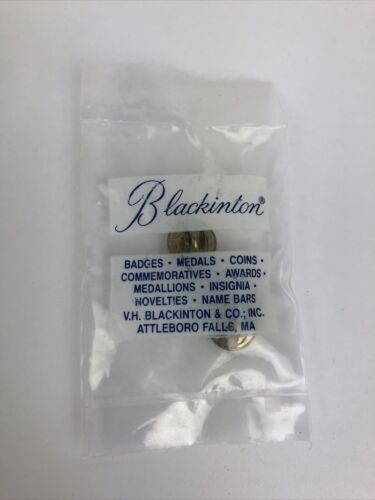 Blackinton®
BADGES • MEDALS • COINS •
COMMEMORATIVES • AWARDS •
MEDALLIONS • INSIGNIA •
NOVELTIES • NAME BARS
V.H. BLACKINTON & CO., INC.
ATTLEBORO FALLS, MA